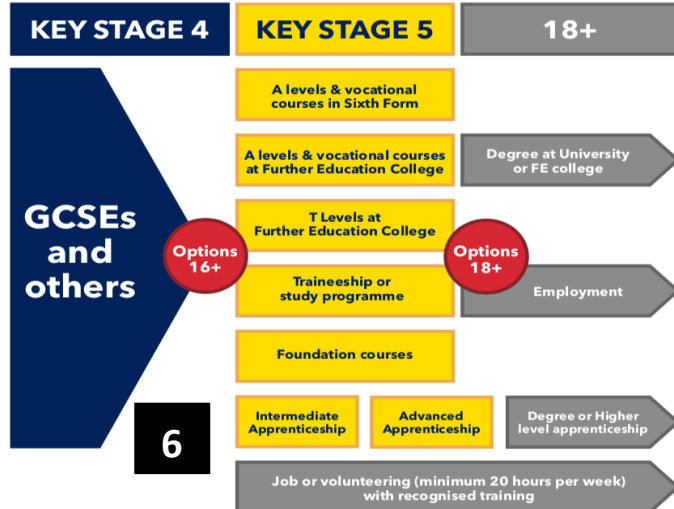 KEY STAGE 4
KEY STAGE 5
18+
GCSEs
and
others
Options
16+
A levels & vocational
courses in Sixth Form
A levels & vocational courses
at Further Education College
T Levels at
Further Education College
Traineeship or
study programme
Foundation courses
Intermediate
Apprenticeship
Advanced
Apprenticeship
Options
18+
Degree at University
or FE college
Employment
Degree or Higher
level apprenticeship
Job or volunteering (minimum 20 hours per week)
with recognised training
6